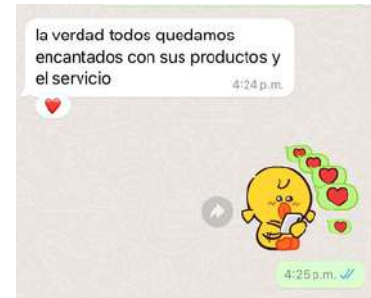 la verdad todos quedamos
encantados con sus productos y
el servicio
4:24 p.m.
4:25 p.m.